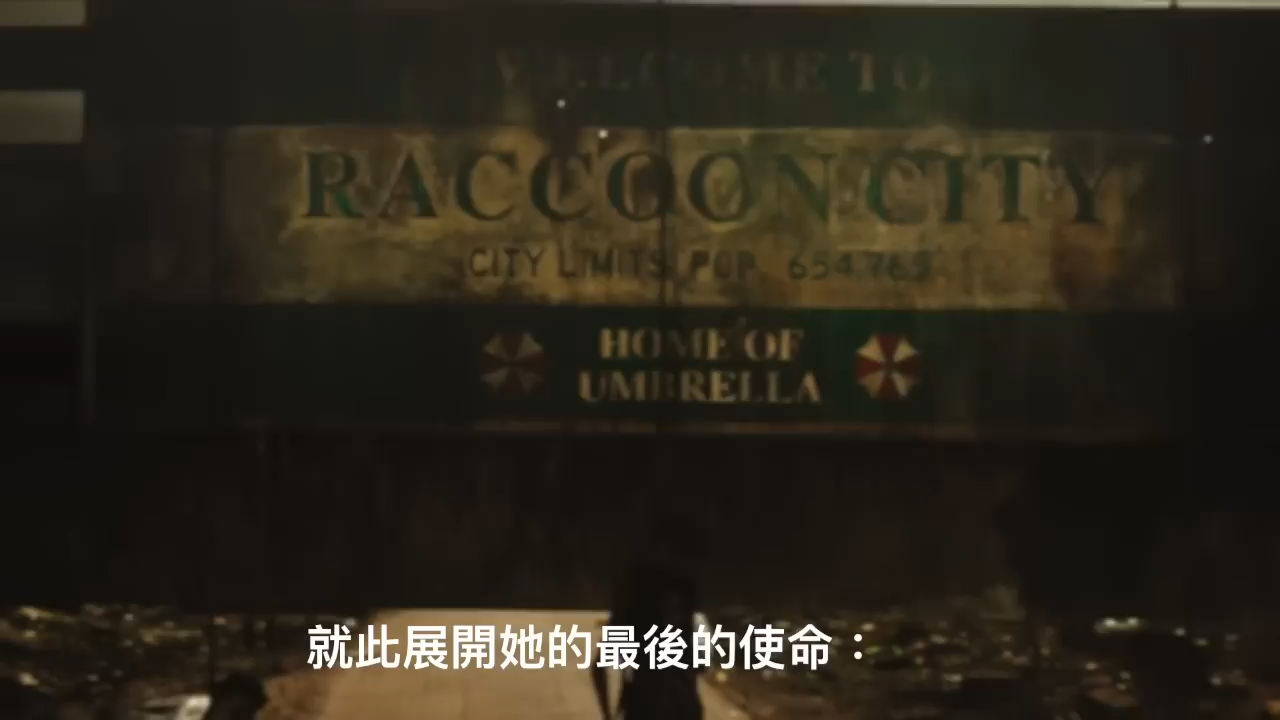 WELCOME TO
RACCOON CITY
CITY LIMITS POP. 654,765
HOME OF
UMBRELLA
就此展開她的最後的使命：